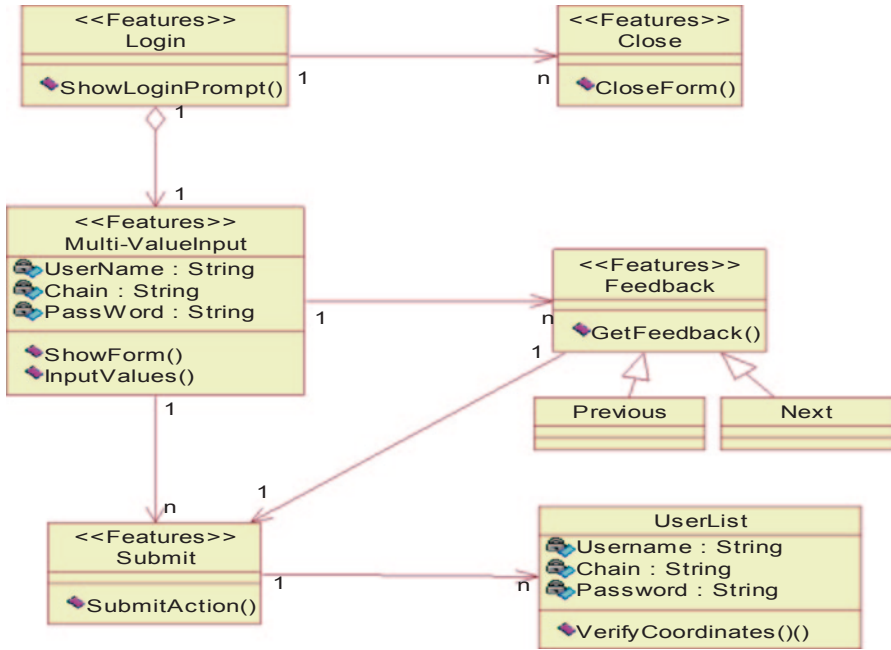 <<Features>>
Login
ShowLoginPrompt()
1
n
<<Features>>
Close
CloseForm()
1
1
<<Features>>
Multi-ValueInput
UserName : String
Chain : String
PassWord : String
ShowForm()
InputValues()
1
n
<<Features>>
Feedback
GetFeedback()
1
Previous
Next
1
n
1
<<Features>>
Submit
SubmitAction()
1
n
UserList
Username : String
Chain : String
Password : String
VerifyCoordinates()()